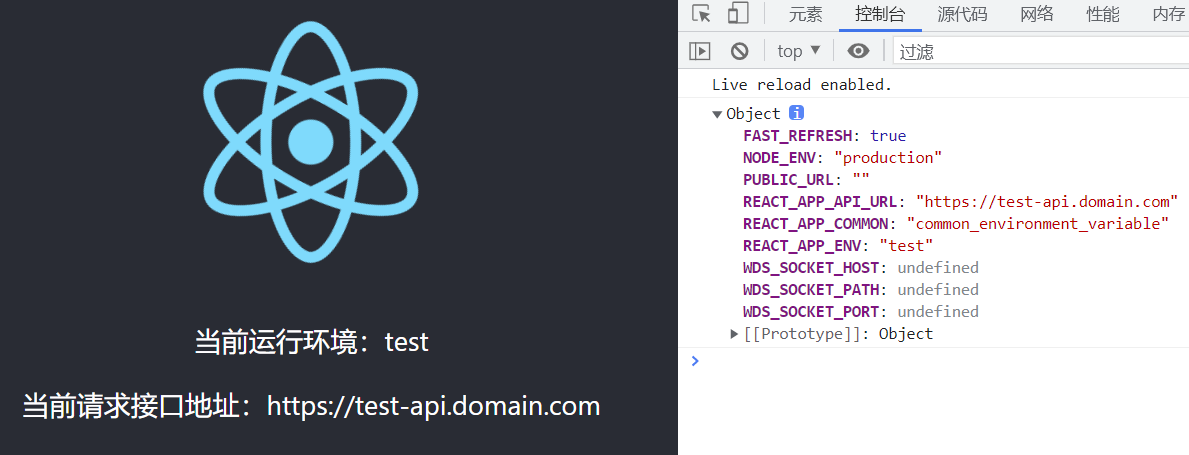 当前运行环境：test
当前请求接口地址：https://test-api.domain.com
元素 控制台 源代码 网络 性能 内存
top 过滤
Live reload enabled.
Object i
FAST_REFRESH: true
NODE_ENV: "production"
PUBLIC_URL: ""
REACT_APP_API_URL: "https://test-api.domain.com"
REACT_APP_COMMON: "common_environment_variable"
REACT_APP_ENV: "test"
WDS_SOCKET_HOST: undefined
WDS_SOCKET_PATH: undefined
WDS_SOCKET_PORT: undefined
[[Prototype]]: Object